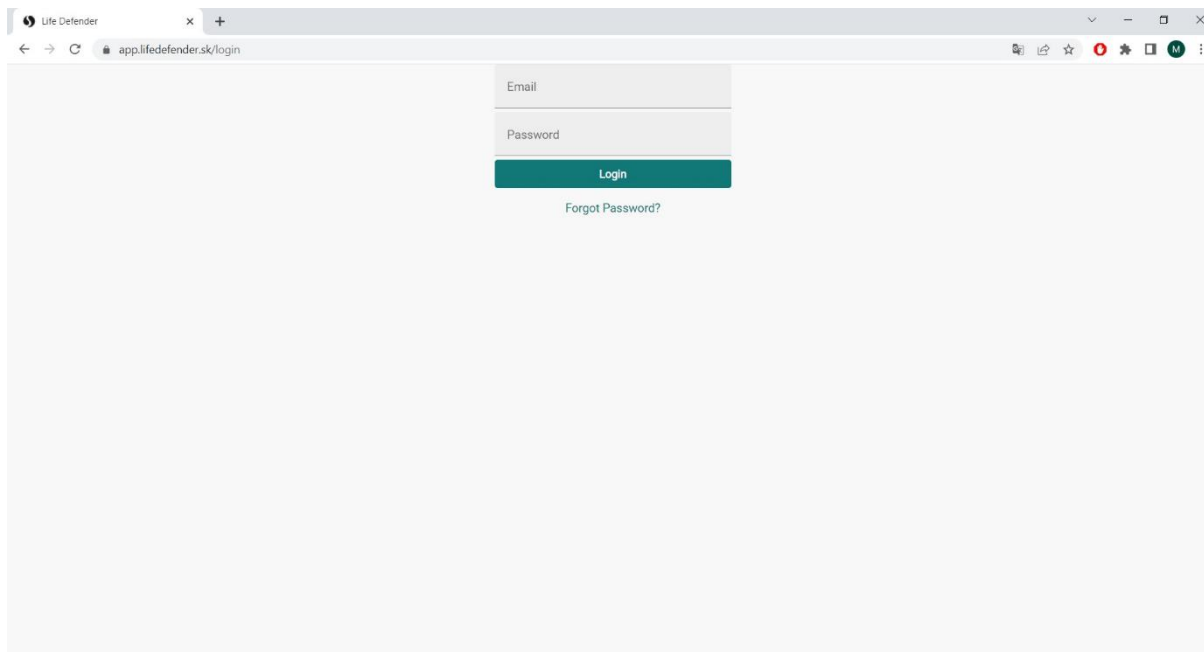 Life Defender
app.lifedefender.sk/login
M
Email
Password
Login
Forgot Password?